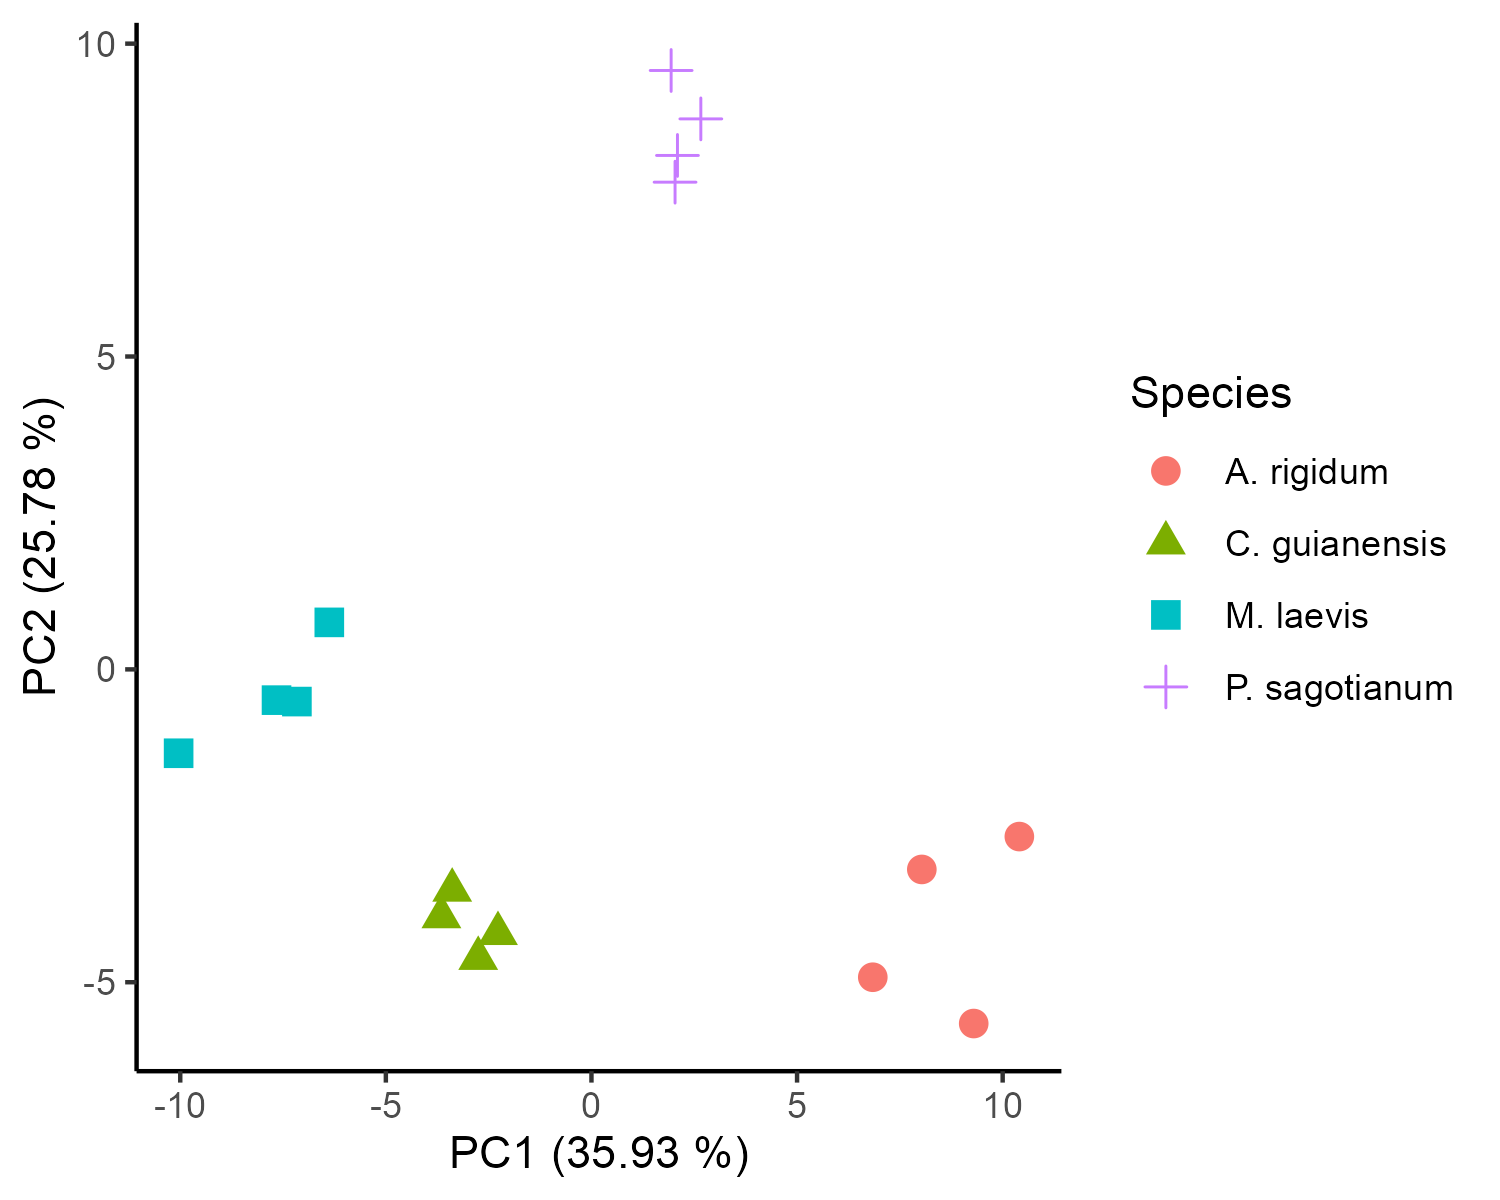 10
5
0
-5
PC2 (25.78 %)
-10
-5
0
5
10
PC1 (35.93 %)
Species
A. rigidum
C. guianensis
M. laevis
P. sagotianum